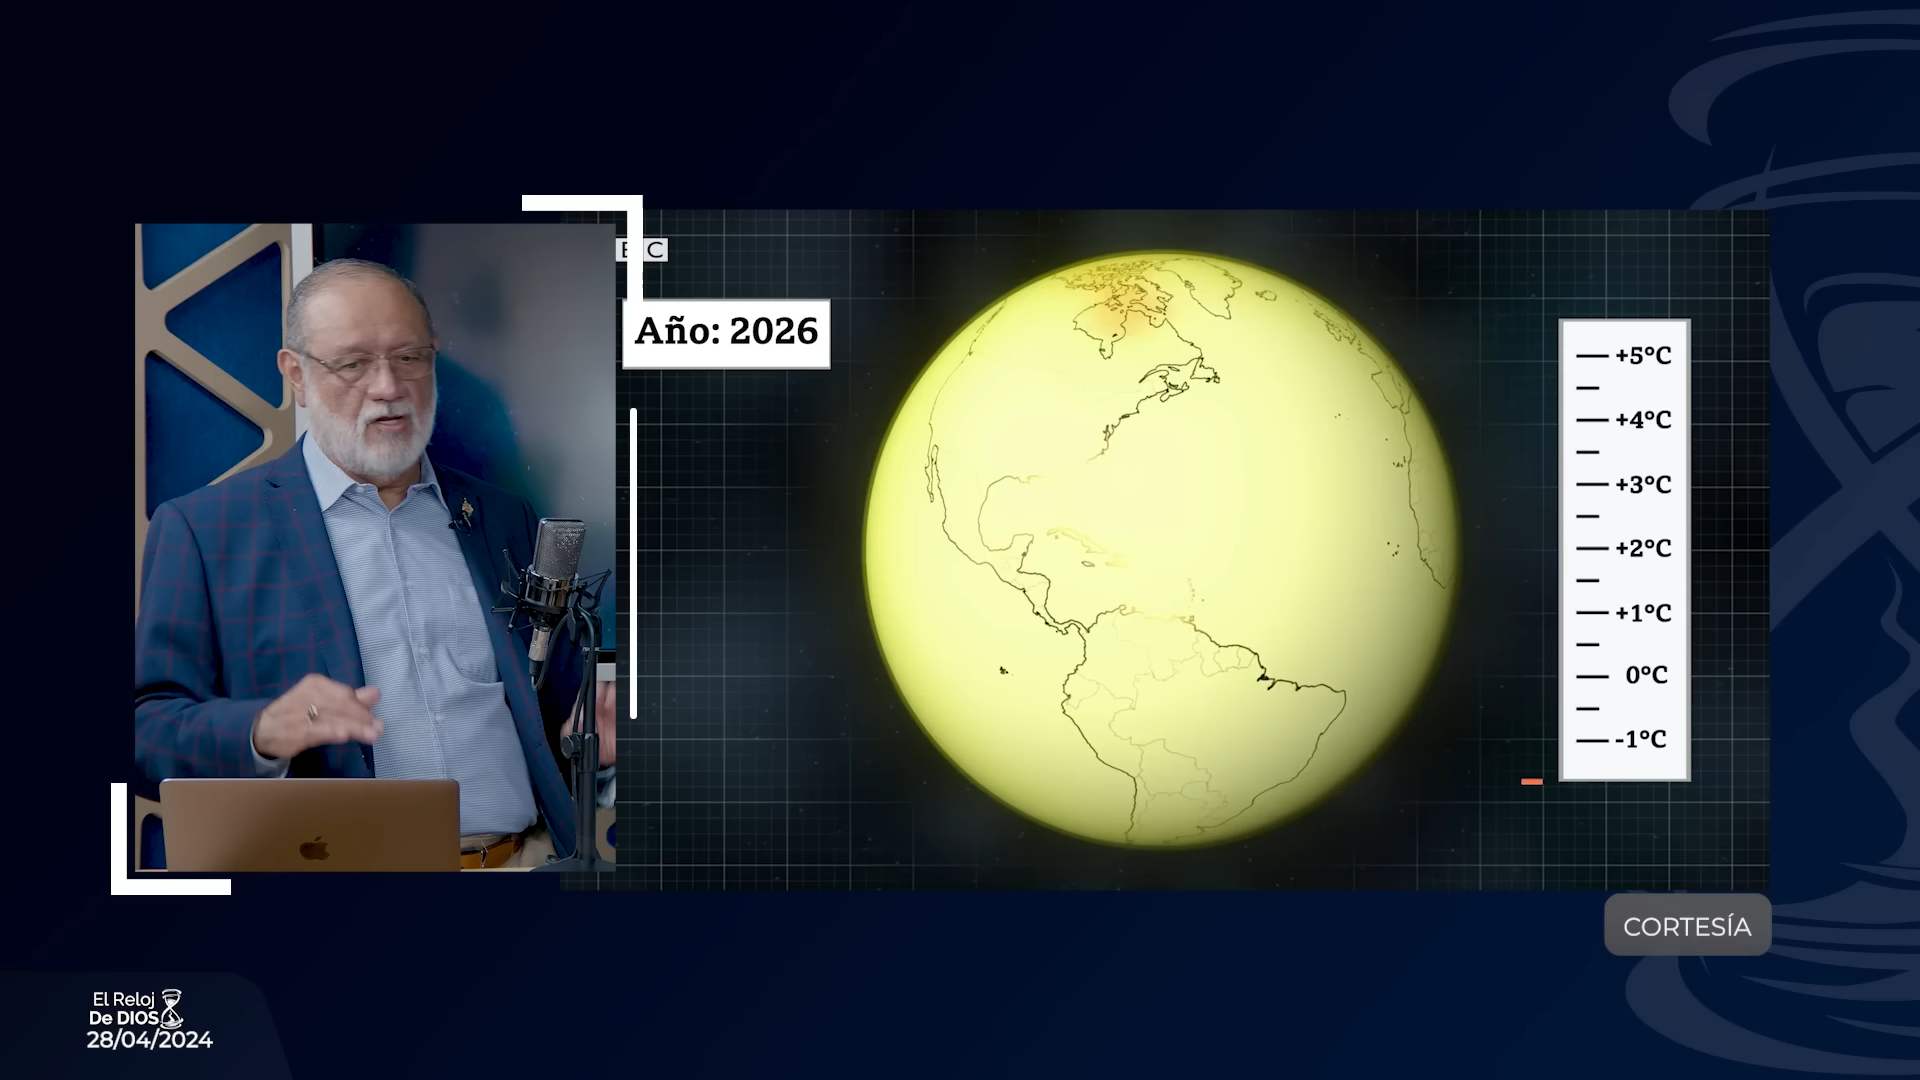 Año: 2026
+5°C
+4°C
+3°C
+2°C
+1°C
0°C
-1°C
CORTESÍA
El Reloj
De DIOS
28/04/2024